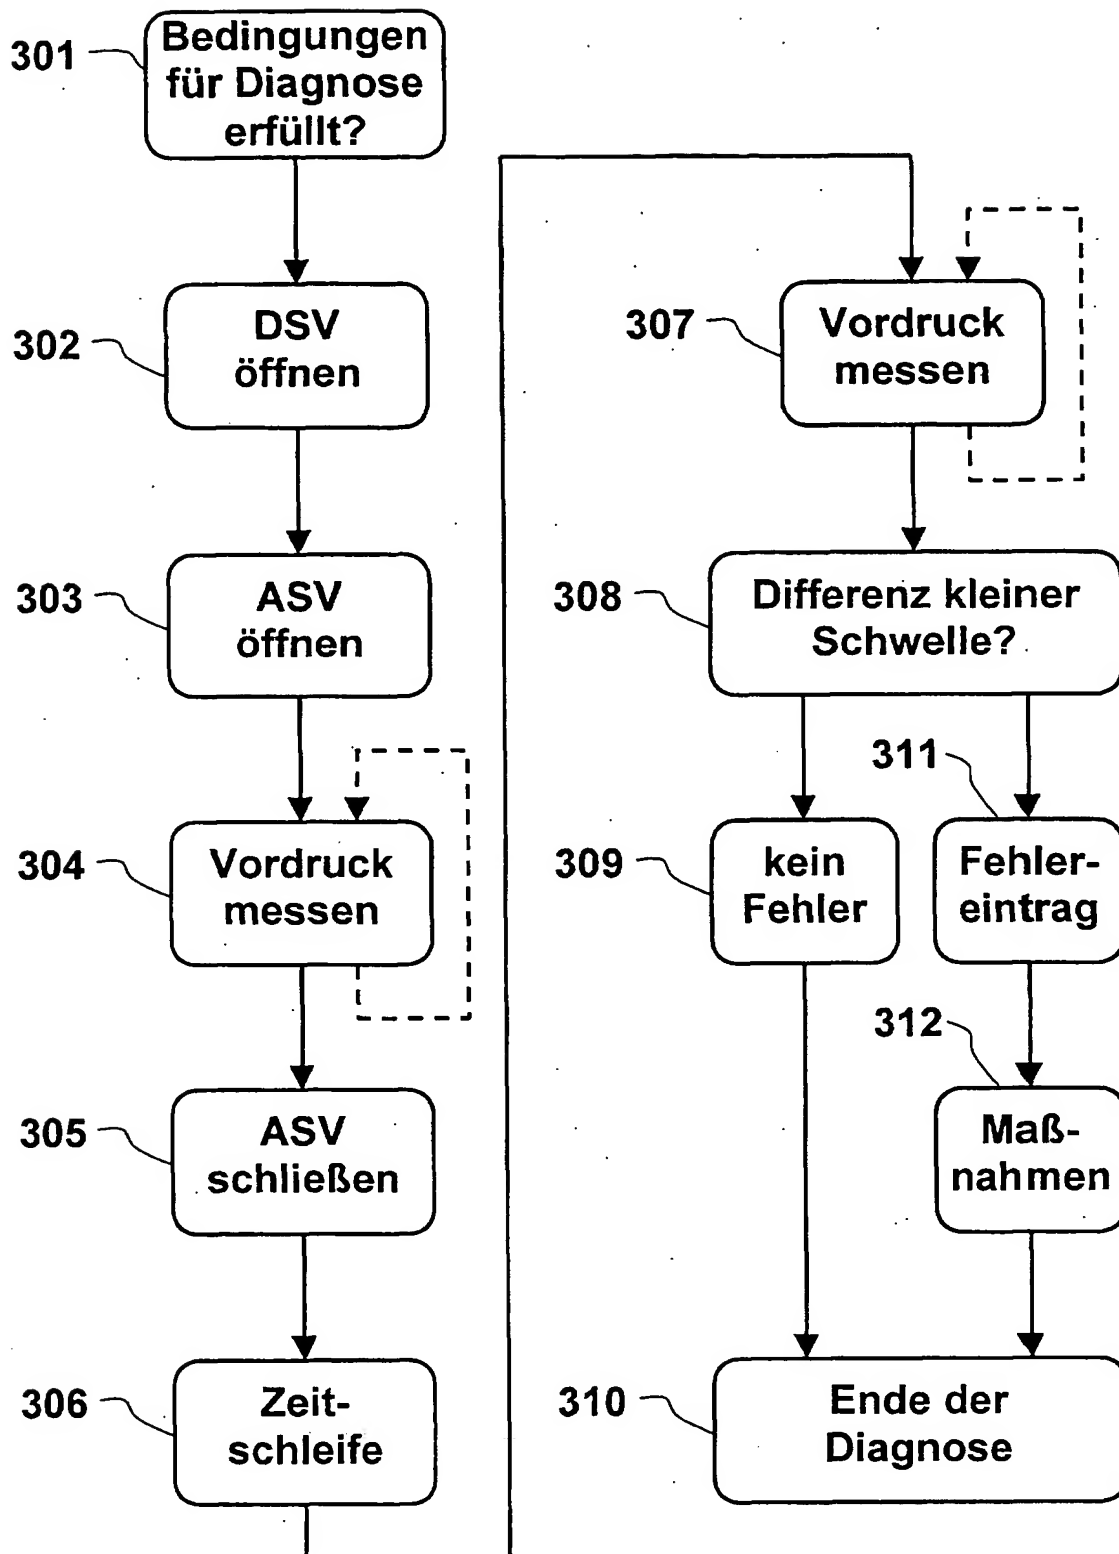 301
Bedingungen
für Diagnose
erfüllt?
302
DSV
öffnen
303
ASV
öffnen
304
Vordruck
messen
305
ASV
schließen
306
Zeit-
schleife
307
Vordruck
messen
308
Differenz kleiner
Schwelle?
309
kein
Fehler
311
Fehler-
eintrag
312
Maß-
nahmen
310
Ende der
Diagnose